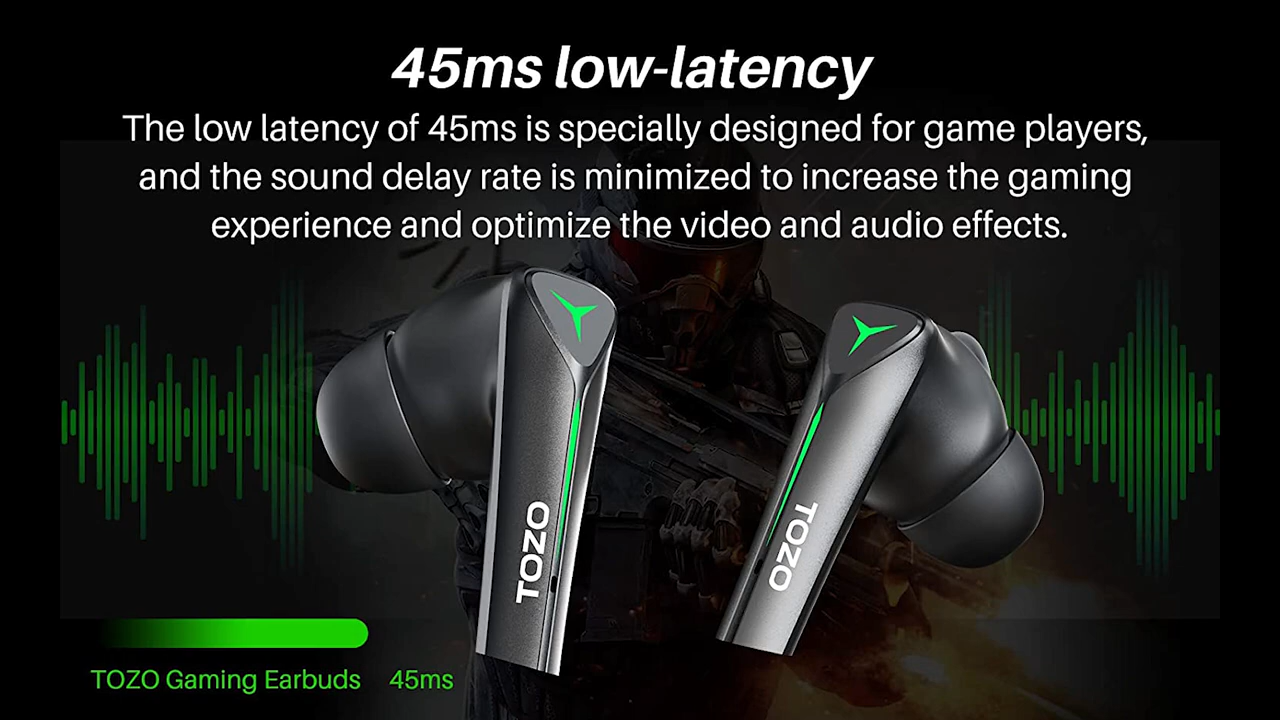 45ms low-latency
The low latency of 45ms is specially designed for game players,
and the sound delay rate is minimized to increase the gaming
experience and optimize the video and audio effects.
TOZO
TOZO
TOZO Gaming Earbuds 45ms